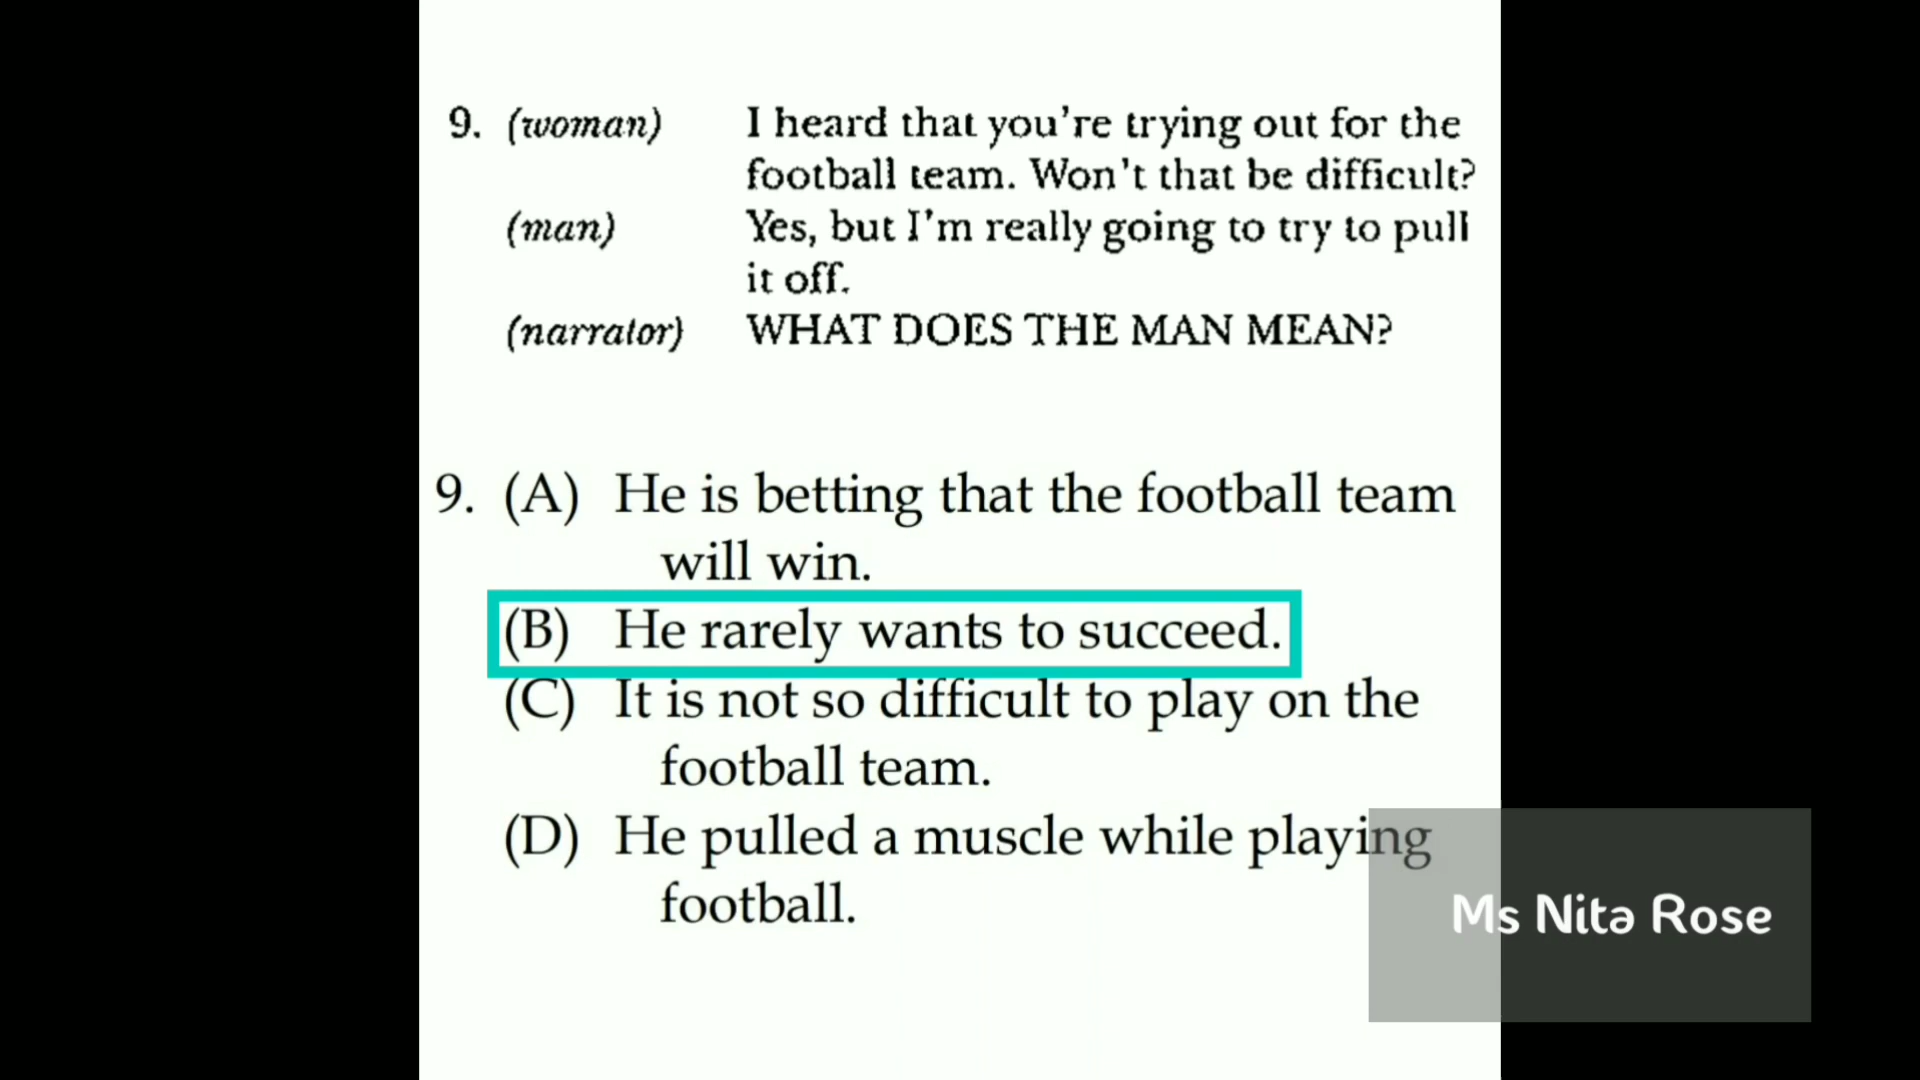 9. (woman) I heard that you're trying out for the
football team. Won't that be difficult?
(man) Yes, but I'm really going to try to pull
it off.
(narrator) WHAT DOES THE MAN MEAN?
9. (A) He is betting that the football team
will win.
(B) He rarely wants to succeed.
(C) It is not so difficult to play on the
football team.
(D) He pulled a muscle while playing
football.
Ms Nita Rose